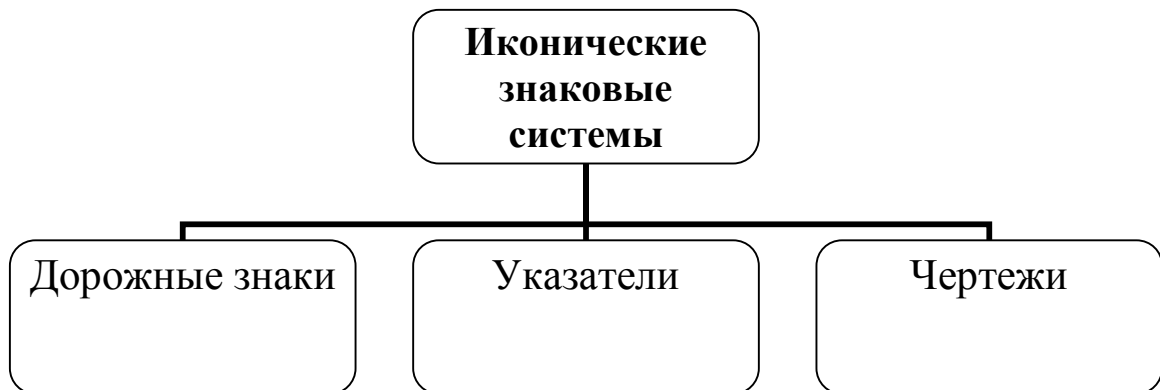 Иконические
знаковые
системы
Дорожные знаки
Указатели
Чертежи